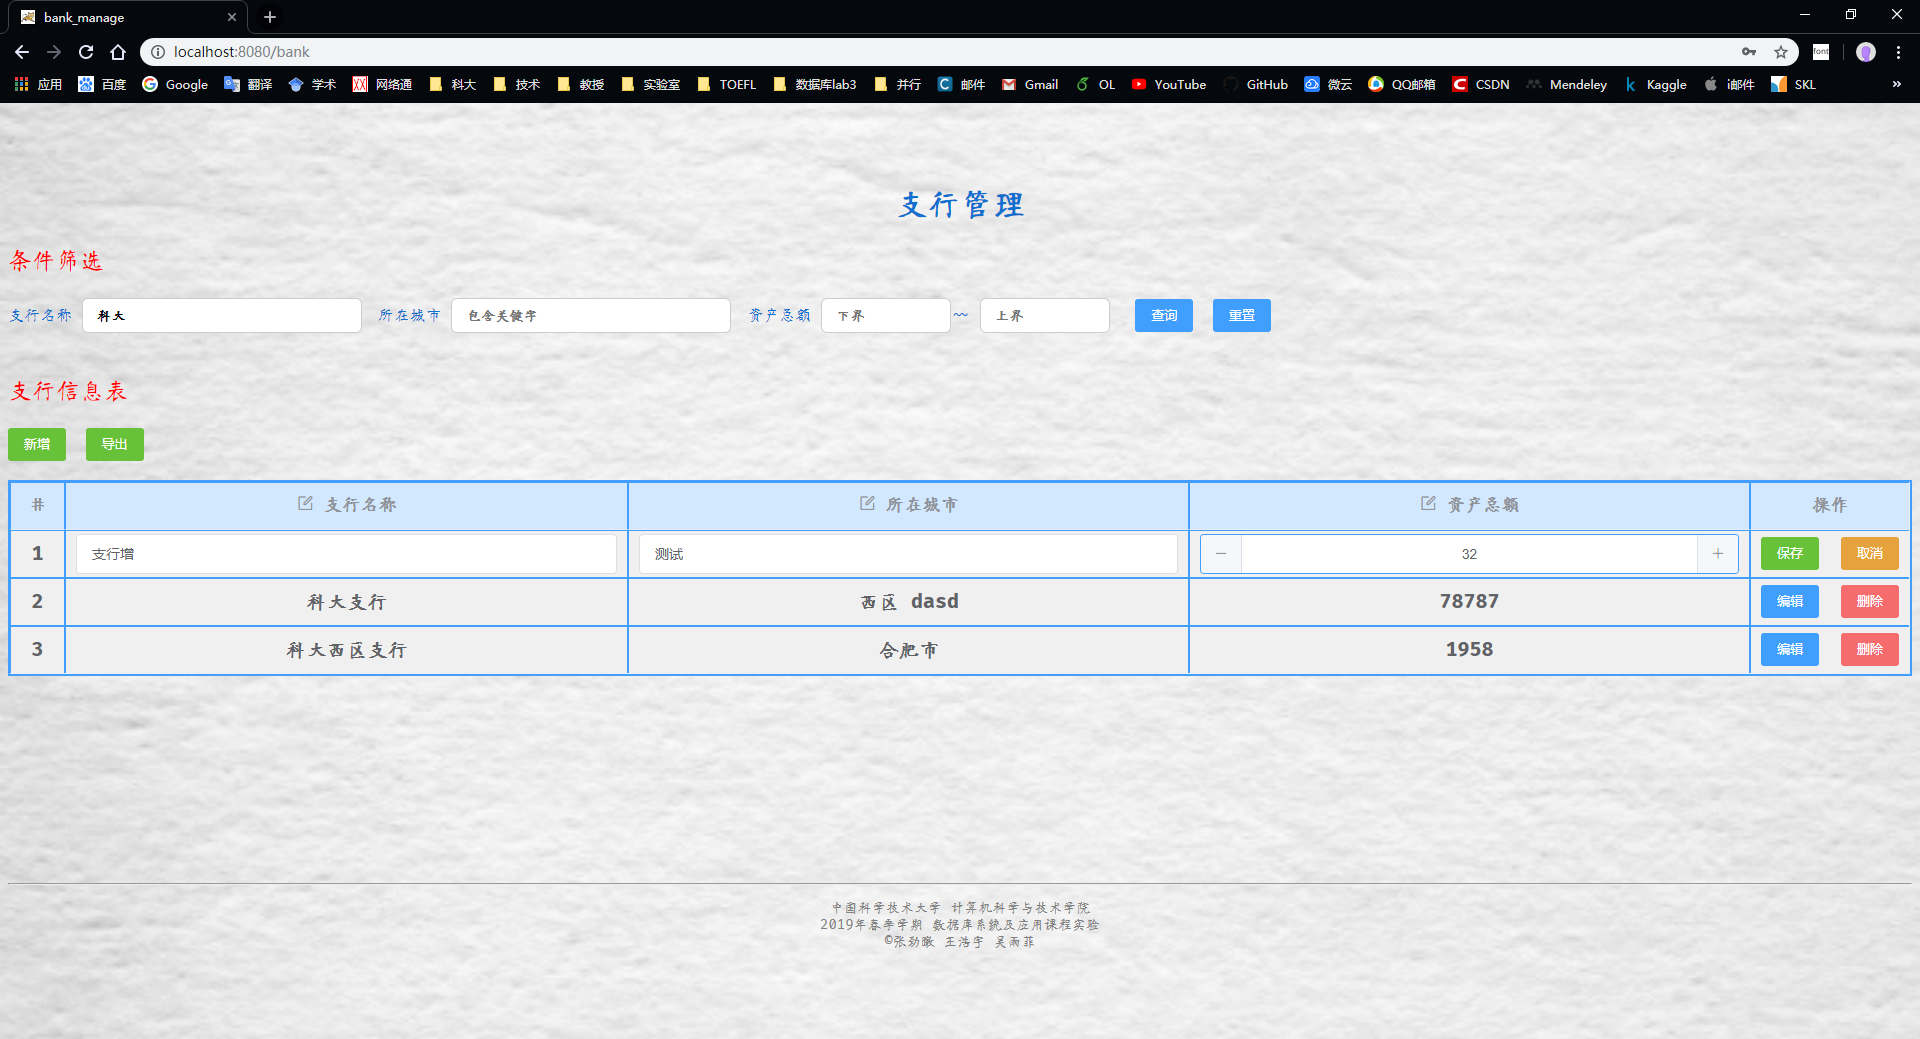 bank_manage
localhost:8080/bank
font
应用 百度 Google 翻译 学术 网络通 科大 技术 教授 实验室 TOEFL 数据库lab3 并行 邮件 Gmail OL YouTube GitHub 微云 QQ邮箱 CSDN Mendeley Kaggle i邮件 SKL »
支行管理
条件筛选
支行名称 科大 所在城市 包含关键字 资产总额 下界 ~ 上界 查询 重置
支行信息表
新增 导出
# 支行名称 所在城市 资产总额 操作
1 支行增 测试 − 32 + 保存 取消
2 科大支行 西区 dasd 78787 编辑 删除
3 科大西区支行 合肥市 1958 编辑 删除
中国科学技术大学 计算机科学与技术学院
2019年春季学期 数据库系统及应用课程实验
©张劲暾 王浩宇 吴雨菲